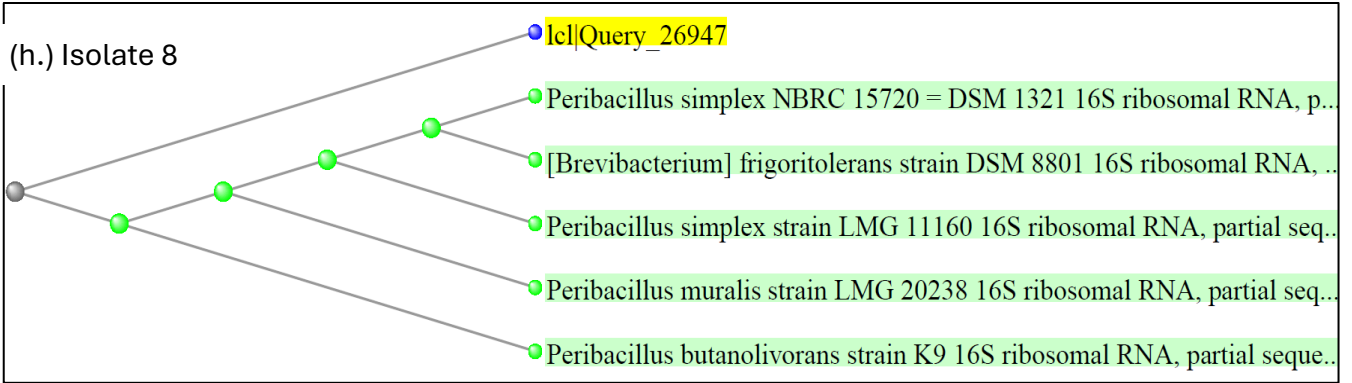 lcl|Query_26947
(h.) Isolate 8
Peribacillus simplex NBRC 15720 = DSM 1321 16S ribosomal RNA, p...
[Brevibacterium] frigoritolerans strain DSM 8801 16S ribosomal RNA, ..
Peribacillus simplex strain LMG 11160 16S ribosomal RNA, partial seq..
Peribacillus muralis strain LMG 20238 16S ribosomal RNA, partial seq...
Peribacillus butanolivorans strain K9 16S ribosomal RNA, partial seque..